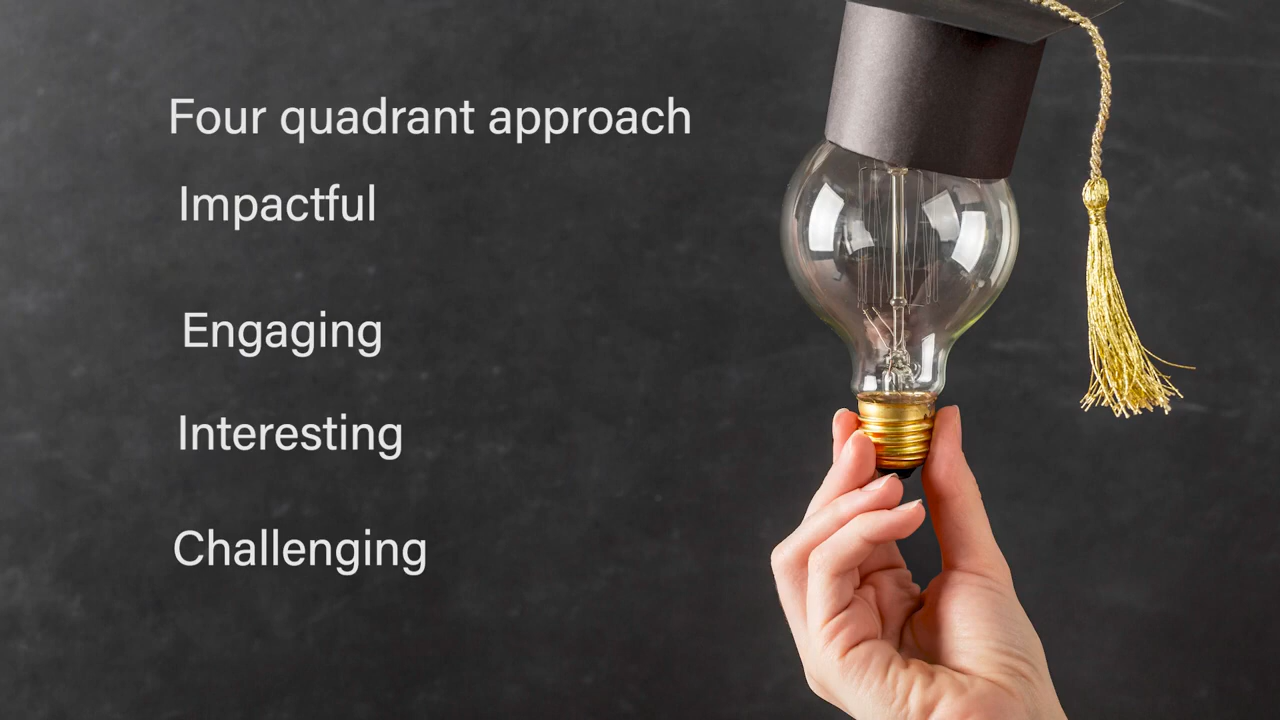 Four quadrant approach
Impactful
Engaging
Interesting
Challenging